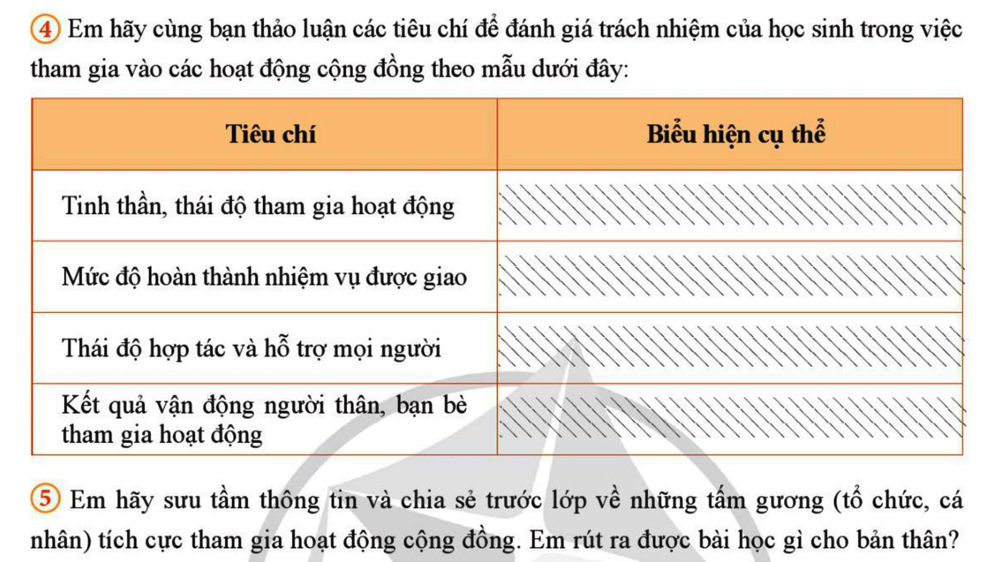 ④ Em hãy cùng bạn thảo luận các tiêu chí để đánh giá trách nhiệm của học sinh trong việc
tham gia vào các hoạt động cộng đồng theo mẫu dưới đây:
Tiêu chí
Biểu hiện cụ thể
Tinh thần, thái độ tham gia hoạt động
Mức độ hoàn thành nhiệm vụ được giao
Thái độ hợp tác và hỗ trợ mọi người
Kết quả vận động người thân, bạn bè
tham gia hoạt động
⑤ Em hãy sưu tầm thông tin và chia sẻ trước lớp về những tấm gương (tổ chức, cá
nhân) tích cực tham gia hoạt động cộng đồng. Em rút ra được bài học gì cho bản thân?